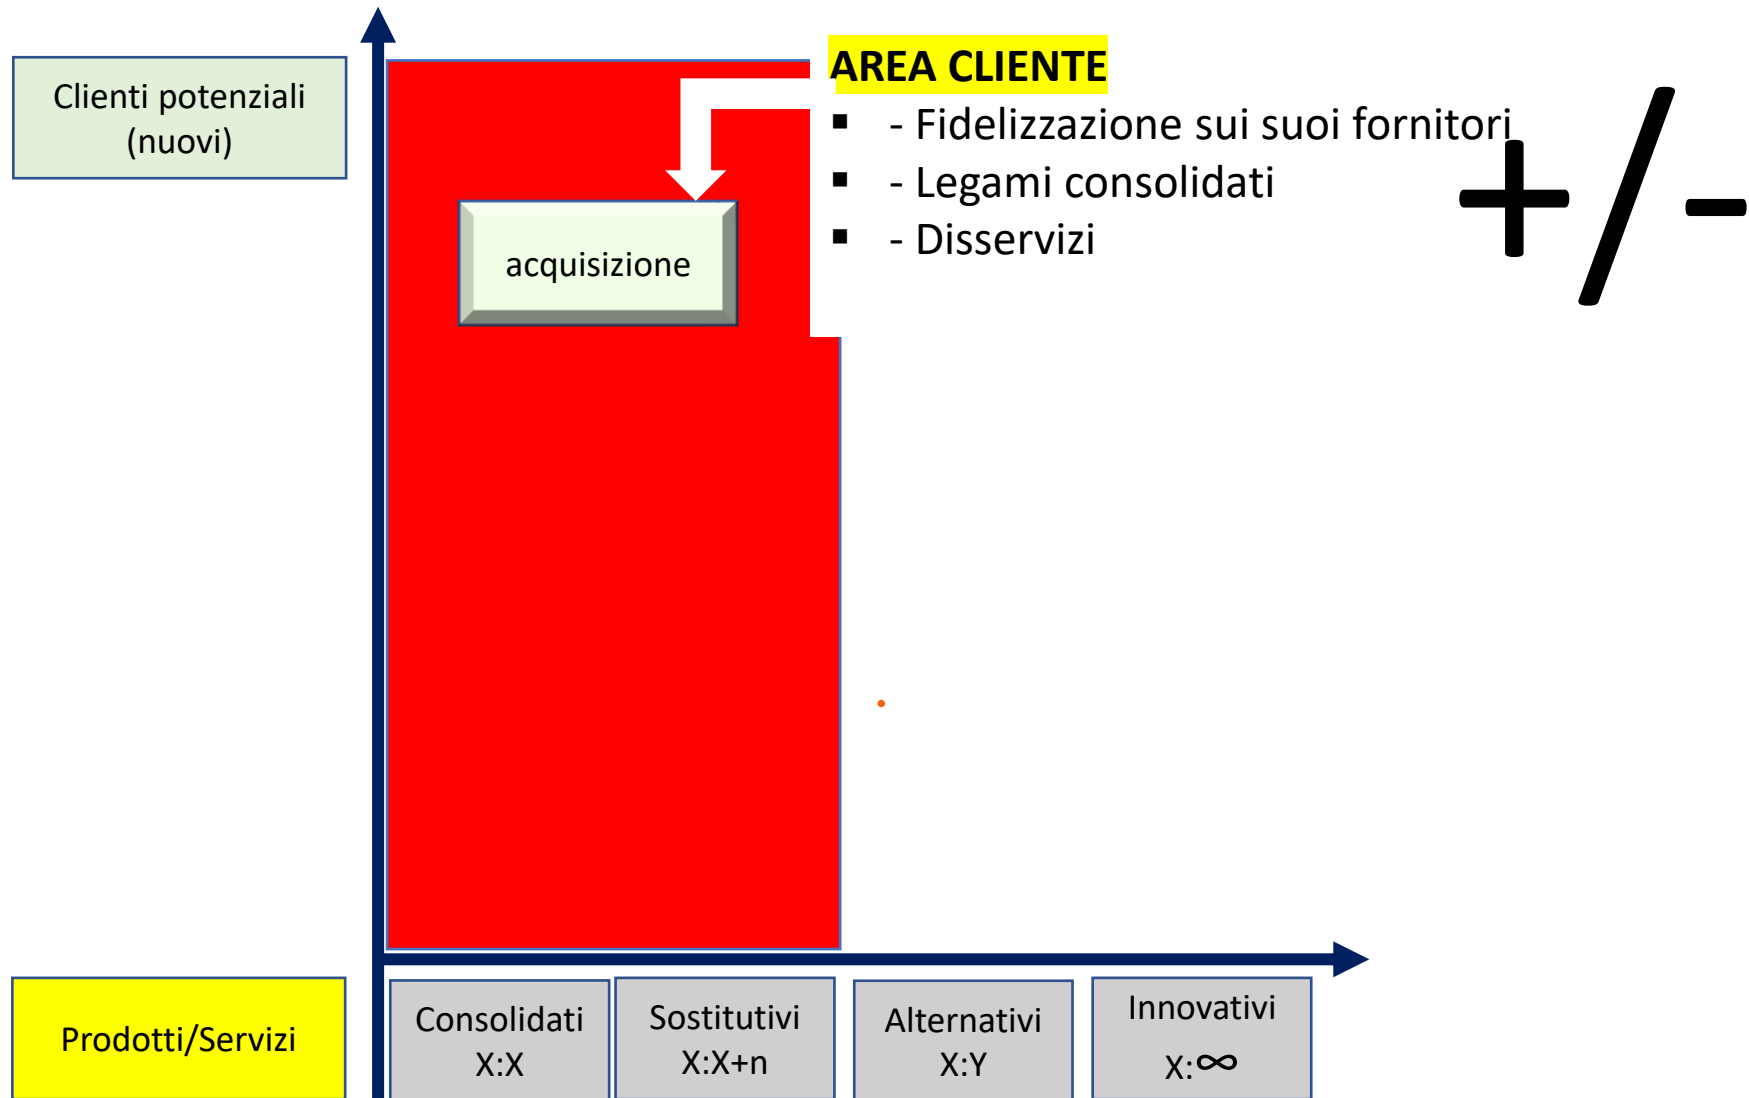 Clienti potenziali
(nuovi)
AREA CLIENTE
▪ - Fidelizzazione sui suoi fornitori
▪ - Legami consolidati
▪ - Disservizi
+/-
acquisizione
Prodotti/Servizi
Consolidati
X:X
Sostitutivi
X:X+n
Alternativi
X:Y
Innovativi
X:∞